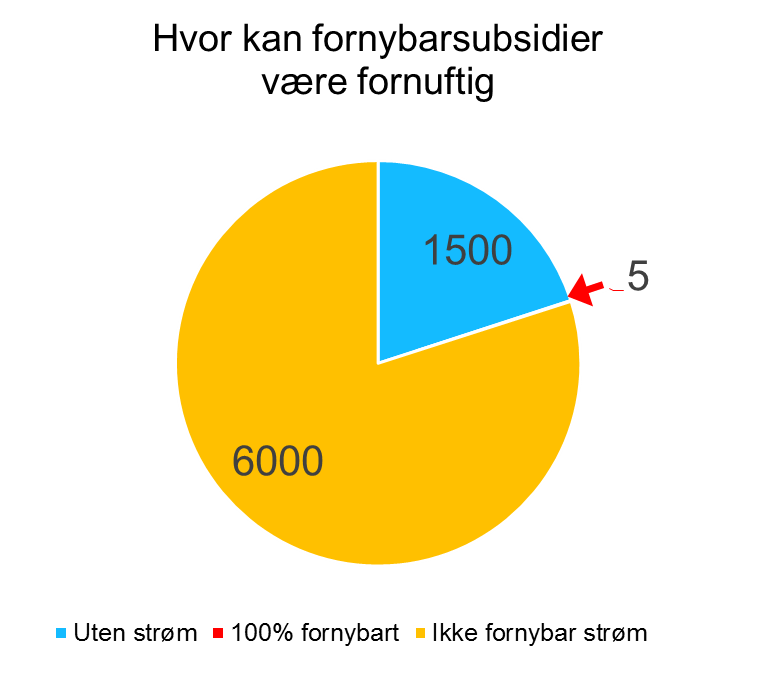 Hvor kan fornybarsubsidier
være fornuftig
1500
5
6000
Uten strøm 100% fornybart Ikke fornybar strøm